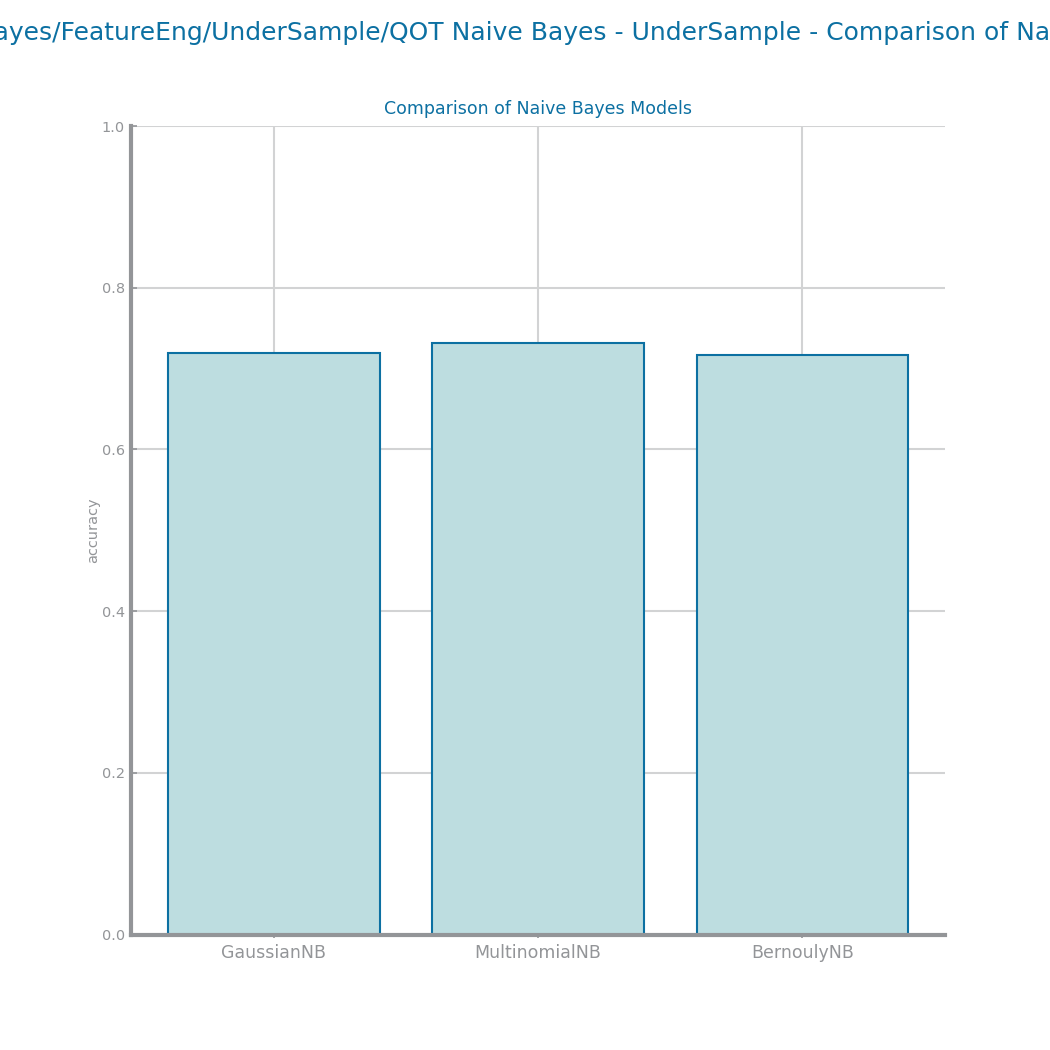 ayes/FeatureEng/UnderSample/QOT Naive Bayes - UnderSample - Comparison of Na
Comparison of Naive Bayes Models
1.0
0.8
0.6
0.4
0.2
0.0
accuracy
GaussianNB MultinomialNB BernoulyNB